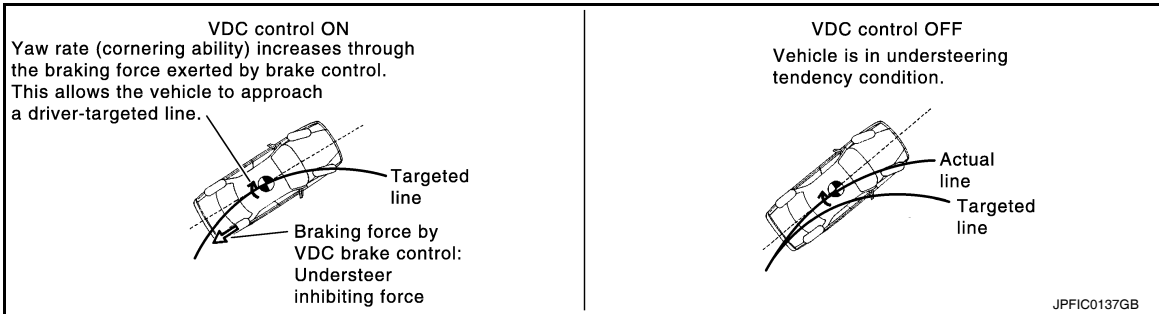 VDC control ON
Yaw rate (cornering ability) increases through
the braking force exerted by brake control.
This allows the vehicle to approach
a driver-targeted line.
Targeted
line
Braking force by
VDC brake control:
Understeer
inhibiting force
VDC control OFF
Vehicle is in understeering
tendency condition.
Actual
line
Targeted
line
JPFIC0137GB